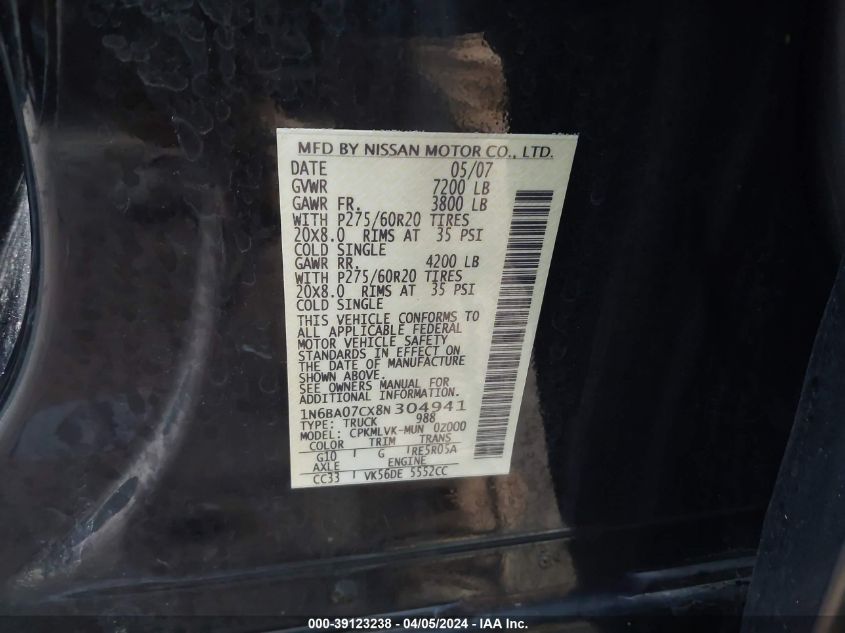 MFD BY NISSAN MOTOR CO., LTD.
DATE 05/07
GVWR 7200 LB
GAWR FR. 3800 LB
WITH P275/60R20 TIRES
20X8.0 RIMS AT 35 PSI
COLD SINGLE
GAWR RR. 4200 LB
WITH P275/60R20 TIRES
20X8.0 RIMS AT 35 PSI
COLD SINGLE
THIS VEHICLE CONFORMS TO
ALL APPLICABLE FEDERAL
MOTOR VEHICLE SAFETY
STANDARDS IN EFFECT ON
THE DATE OF MANUFACTURE
SHOWN ABOVE.
SEE OWNERS MANUAL FOR
ADDITIONAL INFORMATION.
1N6BA07CX8N304941
TYPE: TRUCK 988
MODEL: CPKMLVK-MUN 0Z000
COLOR TRIM TRANS
G10 G RE5R05A
AXLE ENGINE
CC33 VK56DE 5552CC
000-39123238 - 04/05/2024 - IAA Inc.